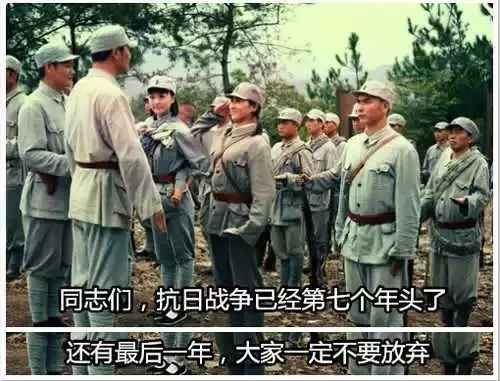 同志们，抗日战争已经第七个年头了
还有最后一年，大家一定不要放弃